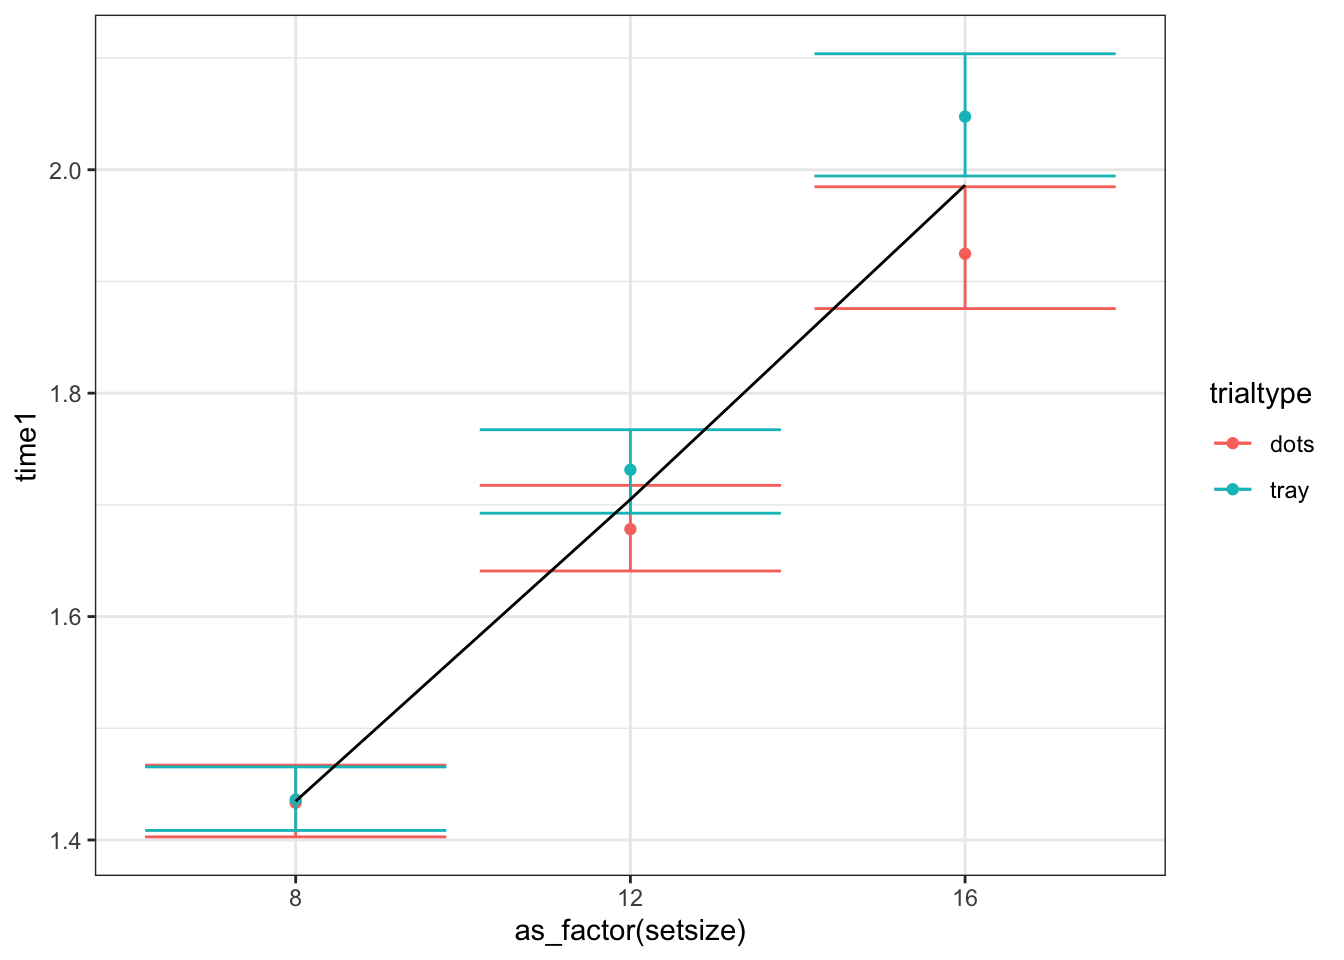 2.0
1.8
1.6
1.4
time1
8 12 16
as_factor(setsize)
trialtype
dots
tray